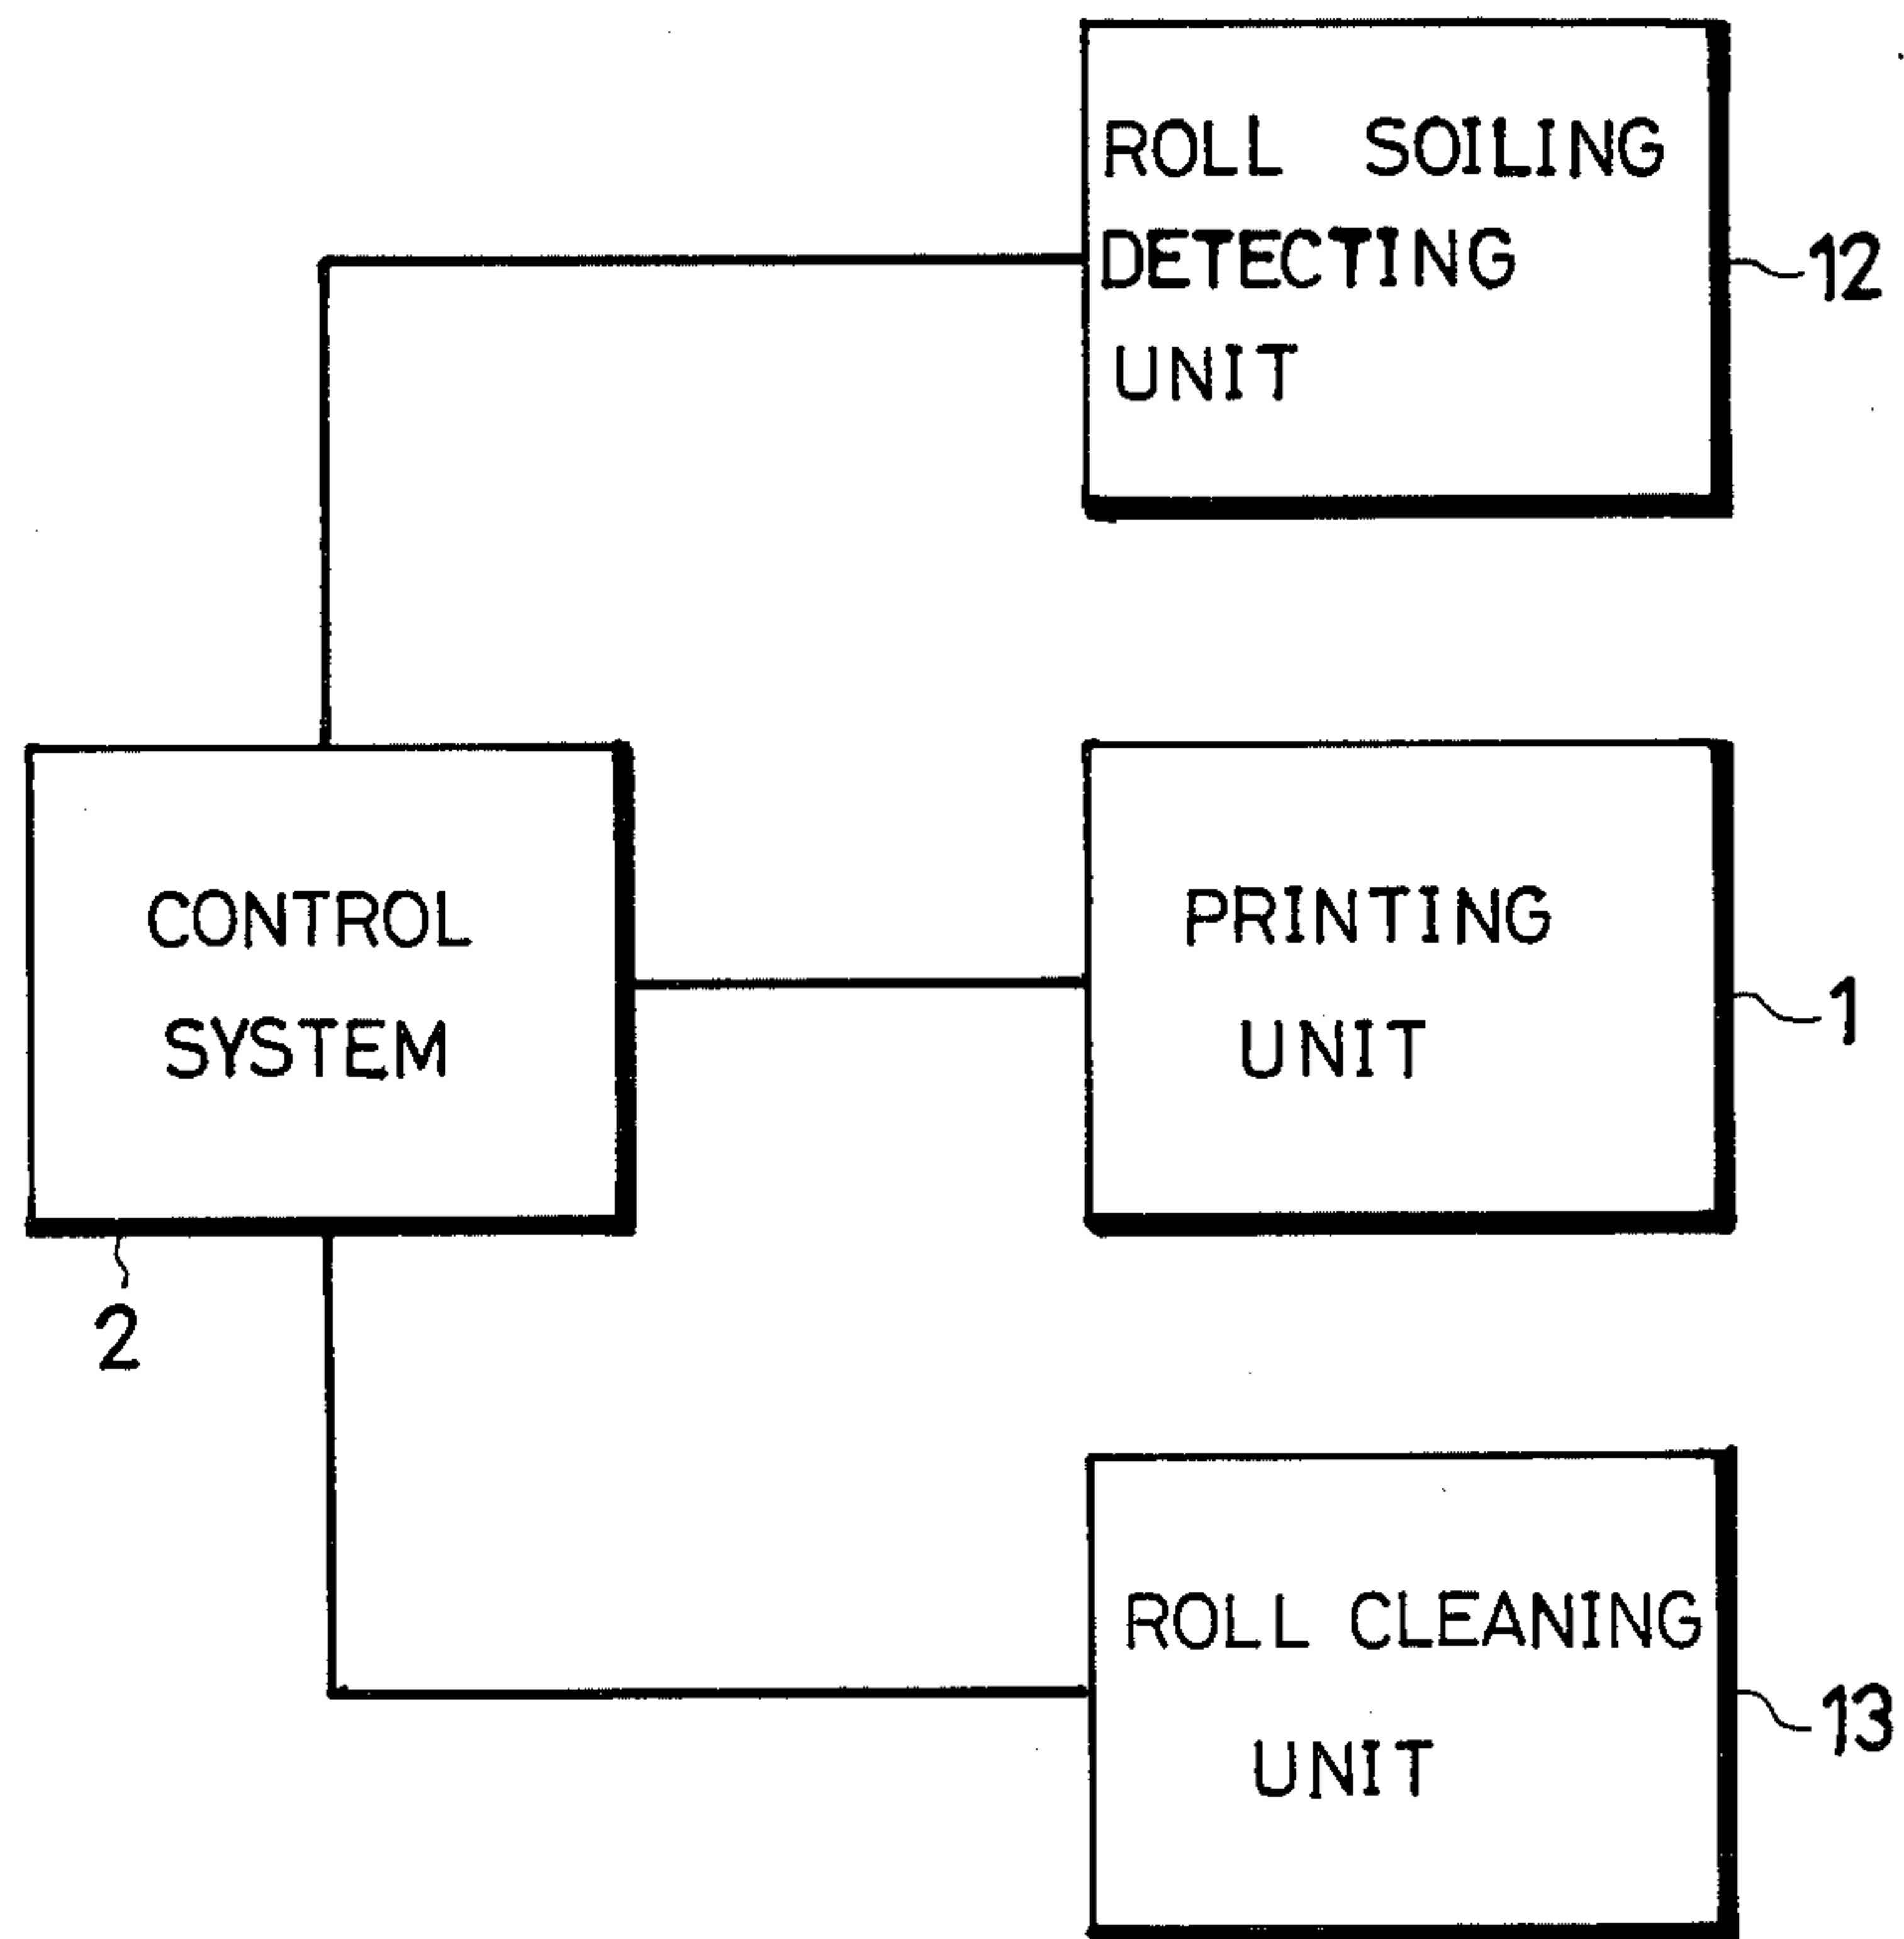 ROLL SOILING
DETECTING
UNIT
12
CONTROL
SYSTEM
2
PRINTING
UNIT
1
ROLL CLEANING
UNIT
13